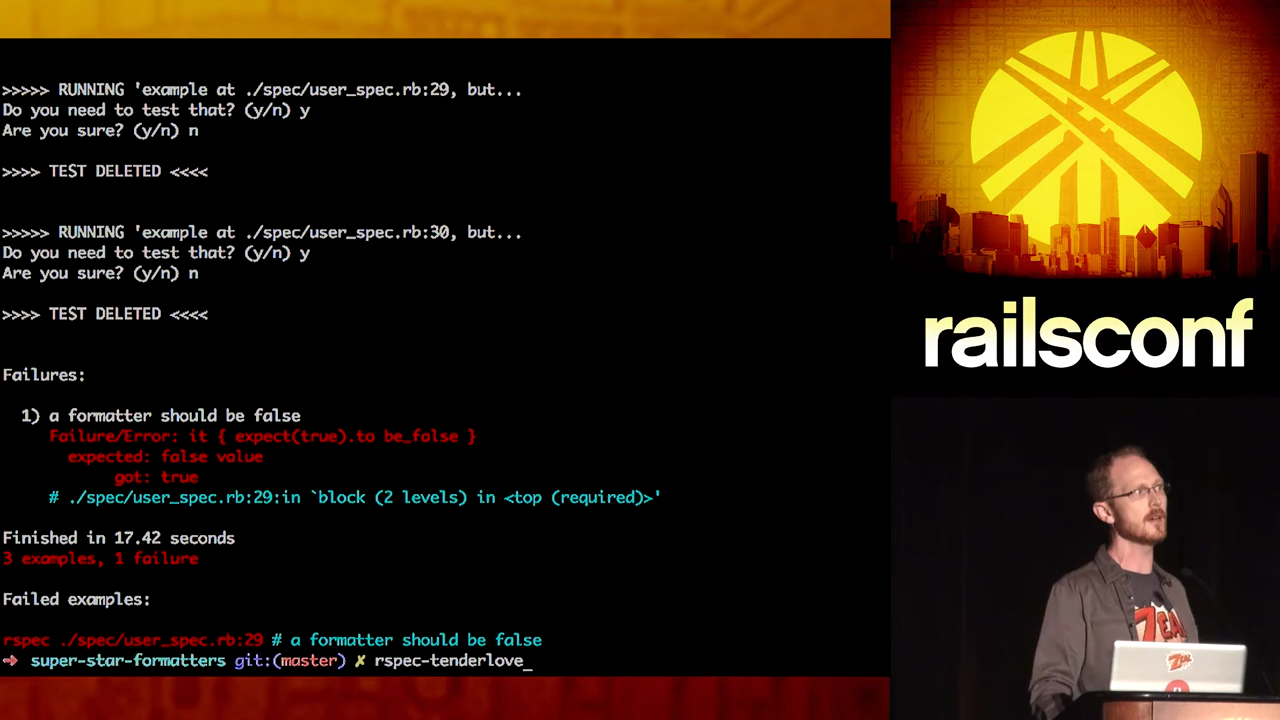 >>>>> RUNNING 'example at ./spec/user_spec.rb:29, but...
Do you need to test that? (y/n) y
Are you sure? (y/n) n
>>>> TEST DELETED <<<<
>>>>> RUNNING 'example at ./spec/user_spec.rb:30, but...
Do you need to test that? (y/n) y
Are you sure? (y/n) n
>>>> TEST DELETED <<<<
Failures:
1) a formatter should be false
Failure/Error: it { expect(true).to be_false }
expected: false value
got: true
# ./spec/user_spec.rb:29:in `block (2 levels) in <top (required)>'
Finished in 17.42 seconds
3 examples, 1 failure
Failed examples:
rspec ./spec/user_spec.rb:29 # a formatter should be false
➜ super-star-formatters git:(master) ✗ rspec-tenderlove_
railsconf
ZEAL
ZEAL